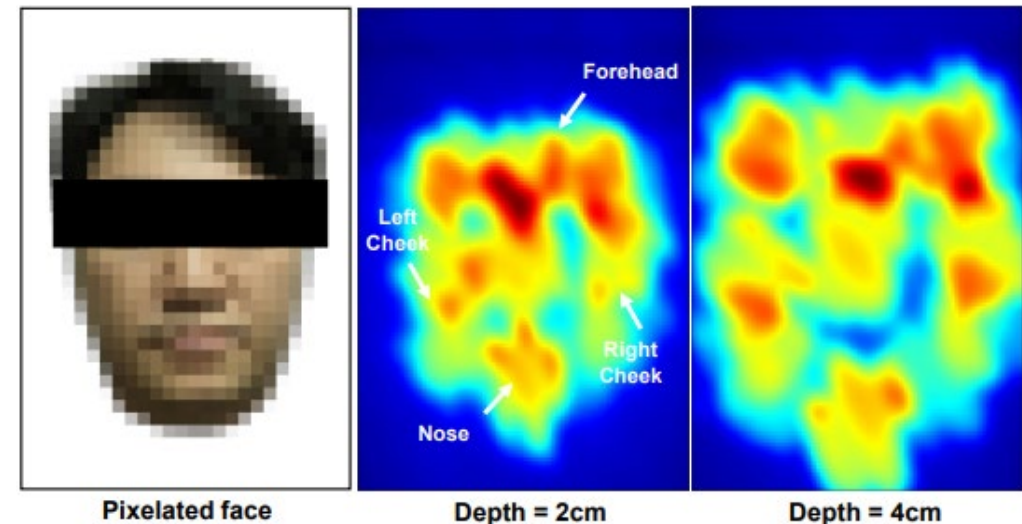 Forehead
Left
Cheek
Right
Cheek
Nose
Pixelated face
Depth = 2cm
Depth = 4cm